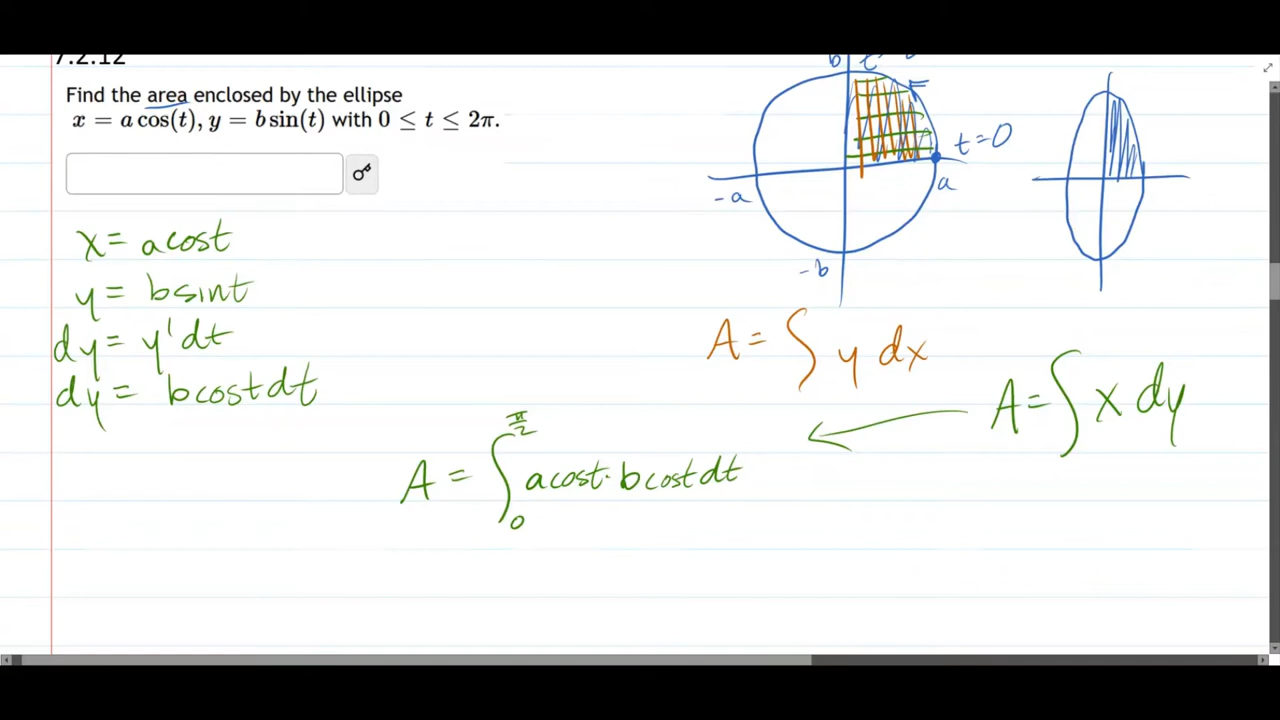 7.2.12
Find the area enclosed by the ellipse
x = a cos(t), y = b sin(t) with 0 ≤ t ≤ 2π.
b t=
t=0
-a a
-b
x = acost
y = bsint
dy = y'dt
dy = bcostdt
A = ∫ y dx
A = ∫ x dy
A = ∫₀^{π/2} acost·bcostdt